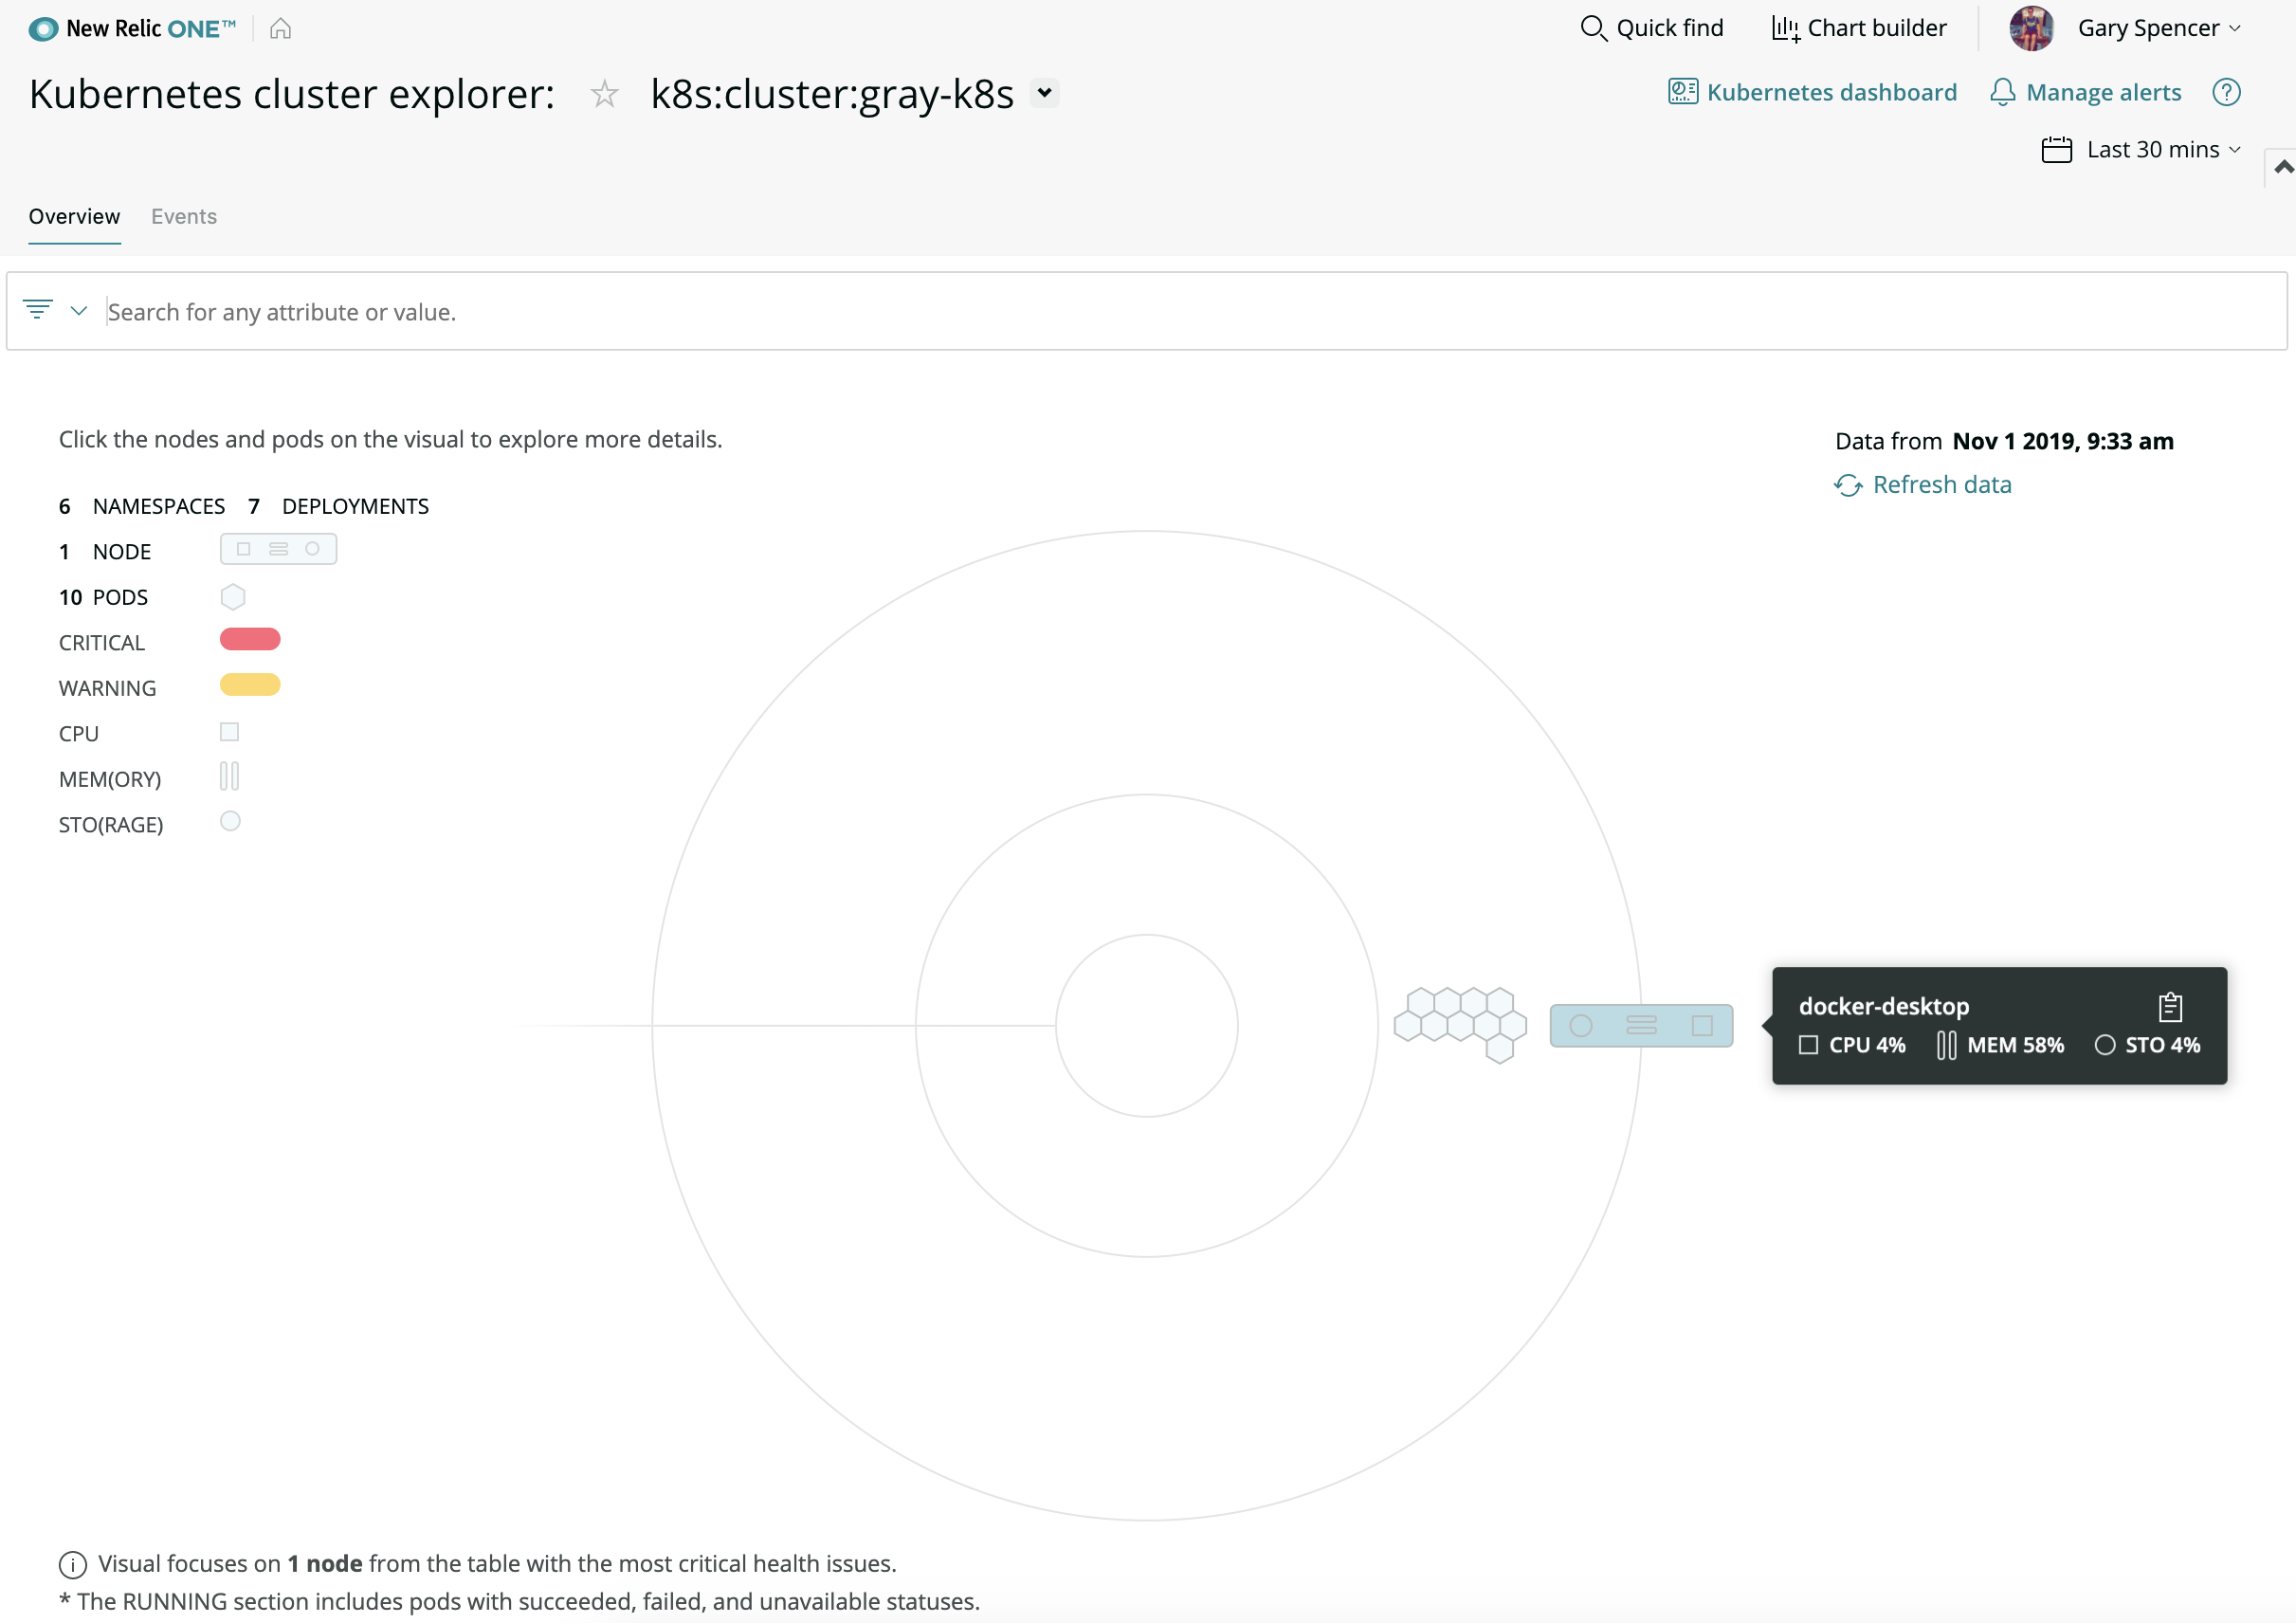 New Relic ONE™
Quick find
Chart builder
Gary Spencer
Kubernetes cluster explorer:
k8s:cluster:gray-k8s
Kubernetes dashboard
Manage alerts
?
Last 30 mins
Overview
Events
Search for any attribute or value.
Click the nodes and pods on the visual to explore more details.
Data from Nov 1 2019, 9:33 am
Refresh data
6 NAMESPACES 7 DEPLOYMENTS
1 NODE
10 PODS
CRITICAL
WARNING
CPU
MEM(ORY)
STO(RAGE)
docker-desktop
CPU 4% MEM 58% STO 4%
Visual focuses on 1 node from the table with the most critical health issues.
* The RUNNING section includes pods with succeeded, failed, and unavailable statuses.